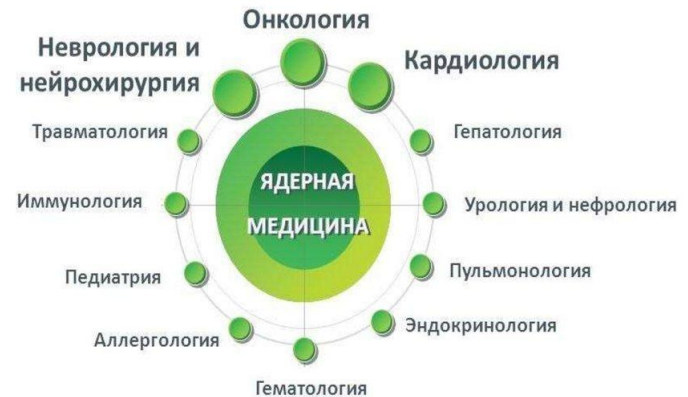 Онкология
Неврология и
нейрохирургия
Кардиология
Травматология
Гепатология
ЯДЕРНАЯ
МЕДИЦИНА
Иммунология
Урология и нефрология
Педиатрия
Пульмонология
Аллергология
Эндокринология
Гематология